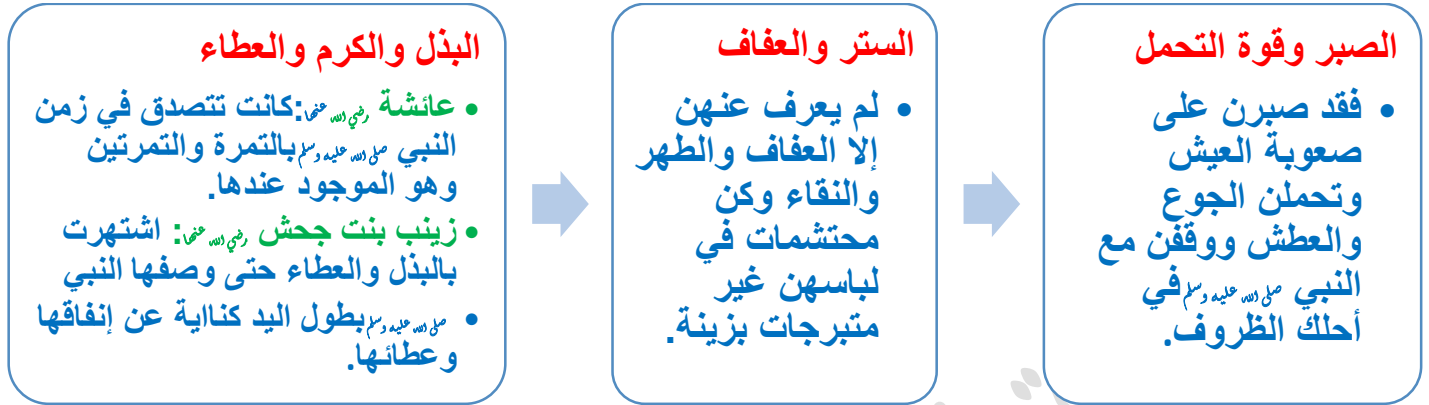 الصبر وقوة التحمل
• فقد صبرن على
صعوبة العيش
وتحملن الجوع
والعطش ووقفن مع
النبي صلى الله عليه وسلم في
أحلك الظروف.
الستر والعفاف
• لم يعرف عنهن
إلا العفاف والطهر
والنقاء وكن
محتشمات في
لباسهن غير
متبرجات بزينة.
البذل والكرم والعطاء
• عائشة رضي الله عنها: كانت تتصدق في زمن
النبي صلى الله عليه وسلم بالتمرة والتمرتين
وهو الموجود عندها.
• زينب بنت جحش رضي الله عنها: اشتهرت
بالبذل والعطاء حتى وصفها النبي
• صلى الله عليه وسلم بطول اليد كنااية عن إنفاقها
وعطائها.